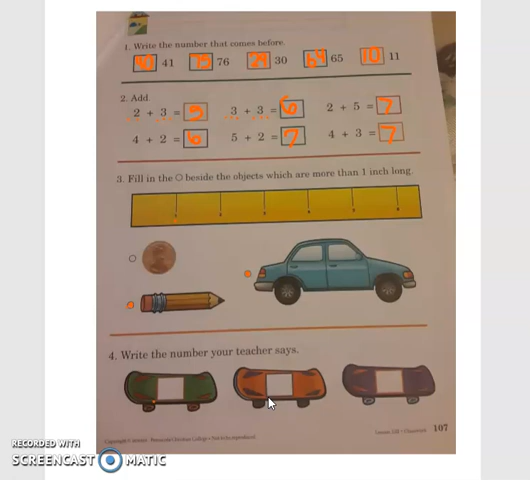 1. Write the number that comes before.
40 41 75 76 29 30 64 65 10 11
2. Add.
2 + 3 = 5 3 + 3 = 6 2 + 5 = 7
4 + 2 = 6 5 + 2 = 7 4 + 3 = 7
3. Fill in the O beside the objects which are more than 1 inch long.
4. Write the number your teacher says.
107
RECORDED WITH
SCREENCAST MATIC